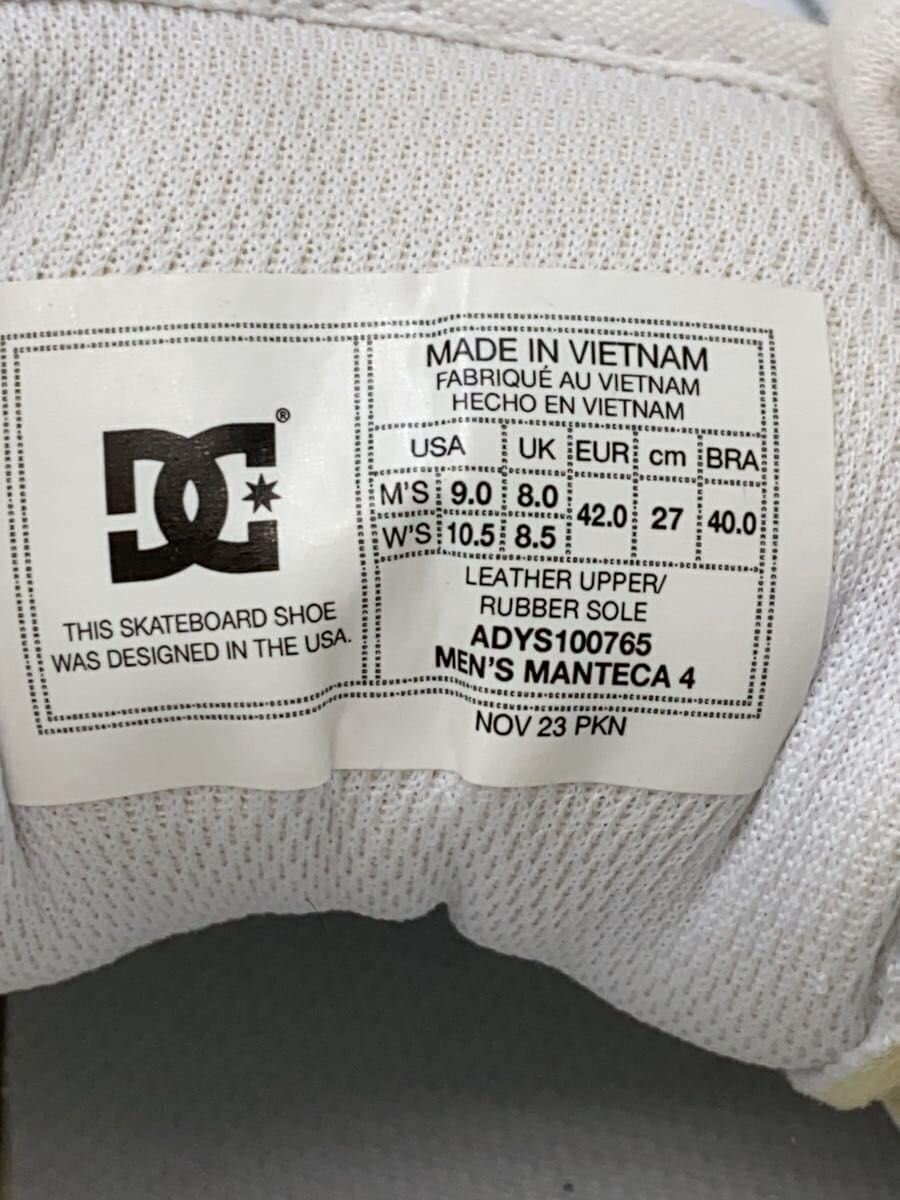 DC®
THIS SKATEBOARD SHOE
WAS DESIGNED IN THE USA.
MADE IN VIETNAM
FABRIQUÉ AU VIETNAM
HECHO EN VIETNAM
USA UK EUR cm BRA
M'S 9.0 8.0 42.0 27 40.0
W'S 10.5 8.5
LEATHER UPPER/
RUBBER SOLE
ADYS100765
MEN'S MANTECA 4
NOV 23 PKN